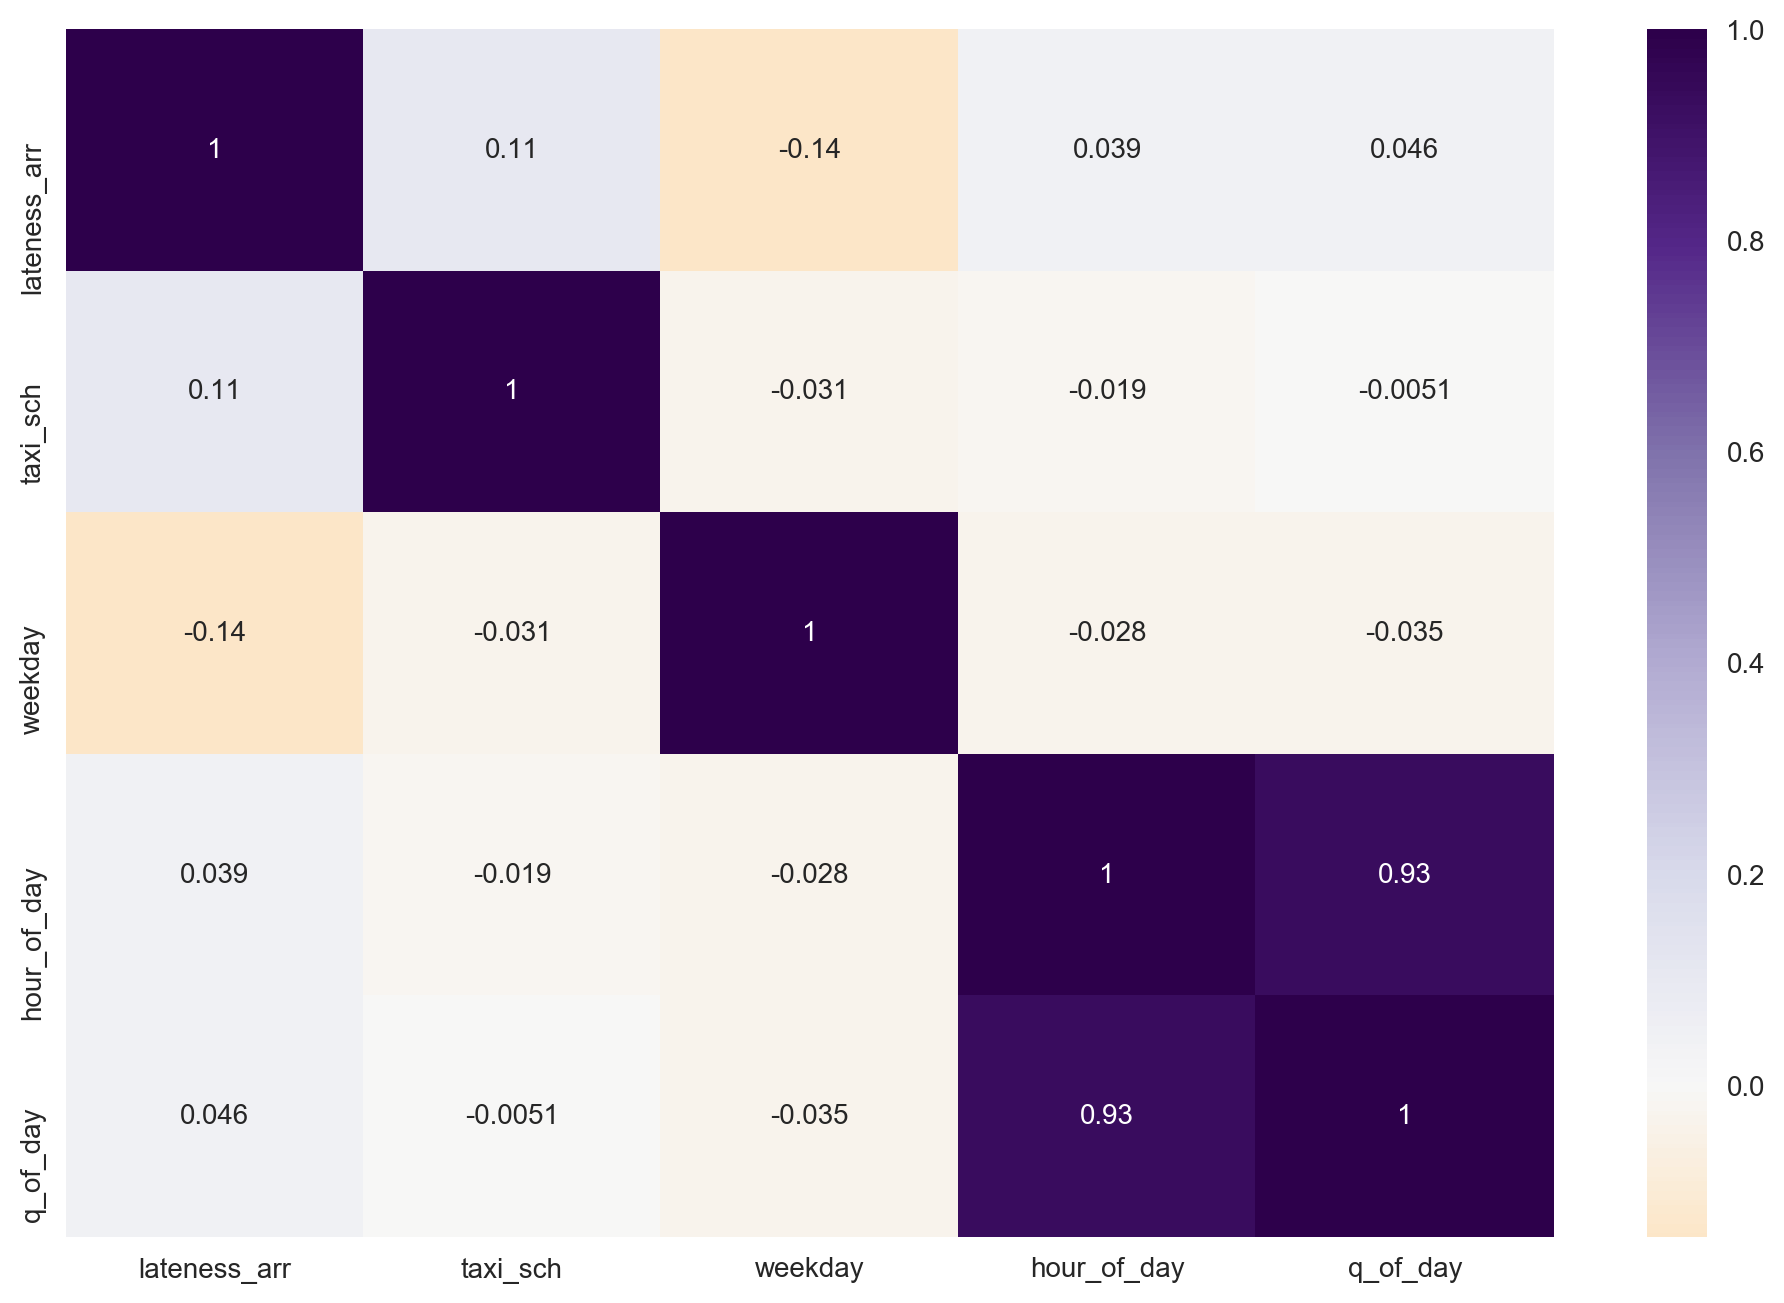 lateness_arr 1 0.11 -0.14 0.039 0.046
taxi_sch 0.11 1 -0.031 -0.019 -0.0051
weekday -0.14 -0.031 1 -0.028 -0.035
hour_of_day 0.039 -0.019 -0.028 1 0.93
q_of_day 0.046 -0.0051 -0.035 0.93 1
lateness_arr taxi_sch weekday hour_of_day q_of_day
1.0
0.8
0.6
0.4
0.2
0.0